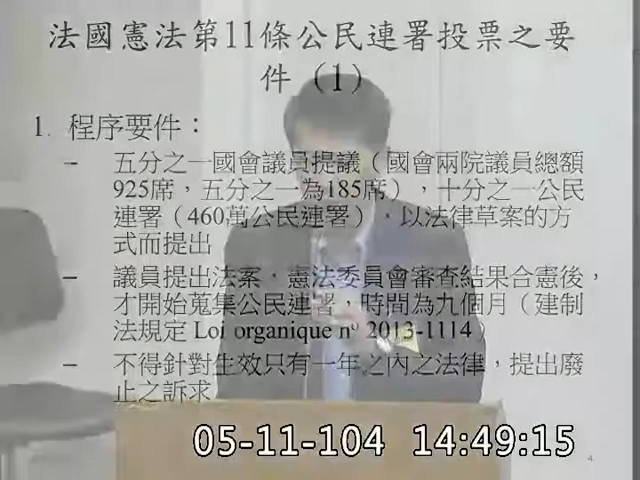 法國憲法第11條公民連署投票之要
件（1）
1. 程序要件：
– 五分之一國會議員提議（國會兩院議員總額
925席，五分之一為185席），十分之一公民
連署（460萬公民連署），以法律草案的方
式而提出
– 議員提出法案，憲法委員會審查結果合憲後，
才開始蒐集公民連署，時間為九個月（建制
法規定 Loi organique nº 2013-1114）
– 不得針對生效只有一年之內之法律，提出廢
止之訴求
05-11-104 14:49:15
4